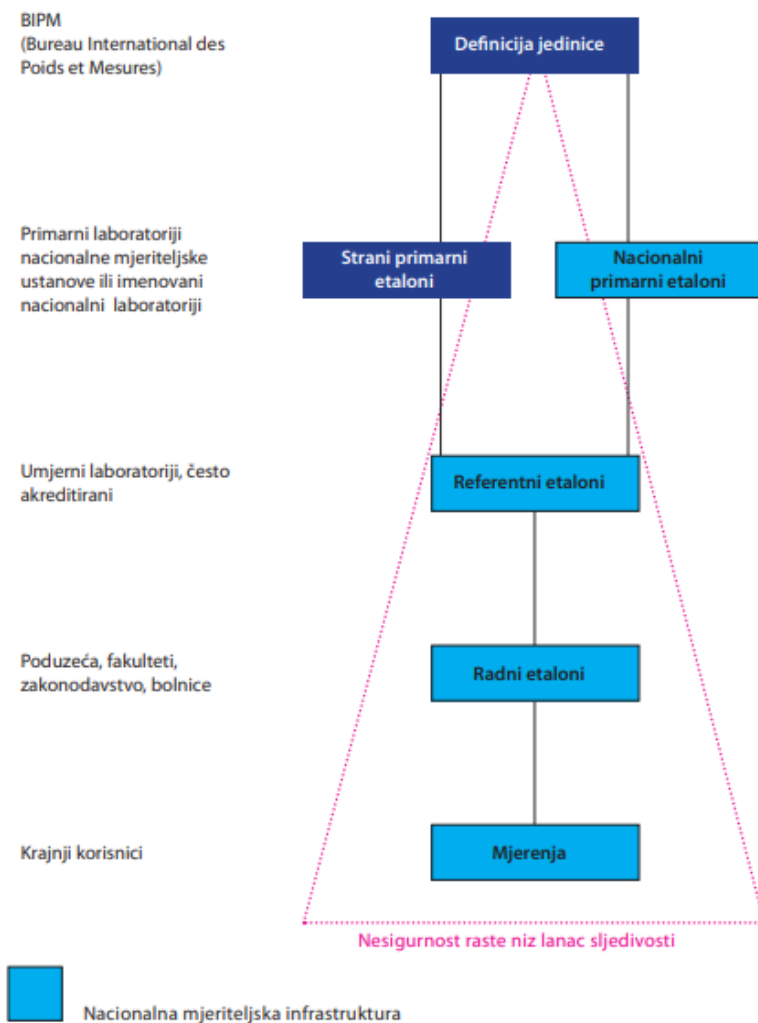 BIPM
(Bureau International des
Poids et Mesures)
Definicija jedinice
Primarni laboratoriji
nacionalne mjeriteljske
ustanove ili imenovani
nacionalni laboratoriji
Strani primarni
etaloni
Nacionalni
primarni etaloni
Umjerni laboratoriji, često
akreditirani
Referentni etaloni
Poduzeća, fakulteti,
zakonodavstvo, bolnice
Radni etaloni
Krajnji korisnici
Mjerenja
Nesigurnost raste niz lanac sljedivosti
Nacionalna mjeriteljska infrastruktura